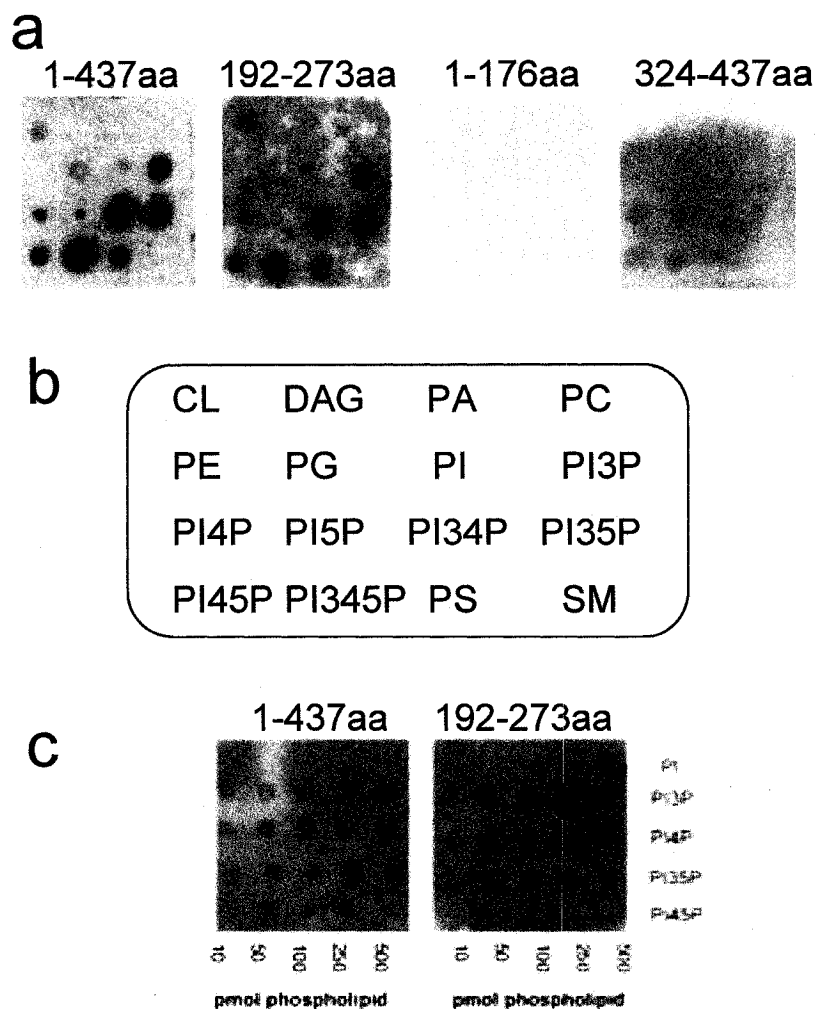 a
1-437aa 192-273aa 1-176aa 324-437aa
b
CL DAG PA PC
PE PG PI PI3P
PI4P PI5P PI34P PI35P
PI45P PI345P PS SM
c
1-437aa 192-273aa
PI
PI3P
PI4P
PI35P
PI45P
10 50 100 250 500 10 50 100 250 500
pmol phospholipid pmol phospholipid